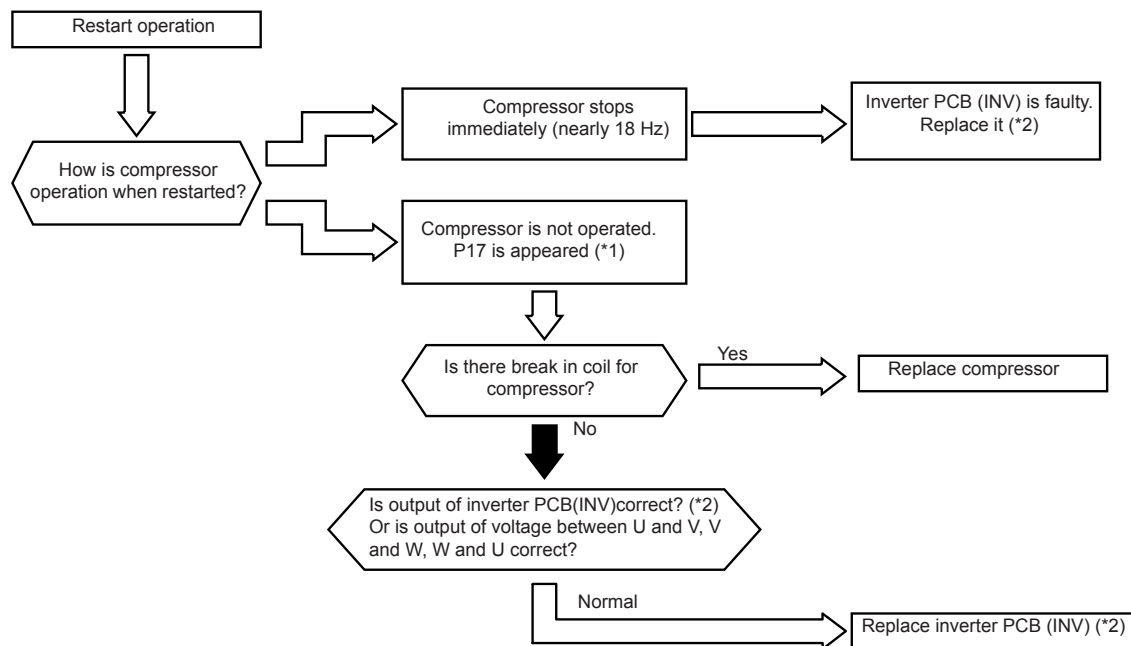 Restart operation
How is compressor
operation when restarted?
Compressor stops
immediately (nearly 18 Hz)
Inverter PCB (INV) is faulty.
Replace it (*2)
Compressor is not operated.
P17 is appeared (*1)
Is there break in coil for
compressor?
Yes
Replace compressor
No
Is output of inverter PCB(INV)correct? (*2)
Or is output of voltage between U and V, V
and W, W and U correct?
Normal
Replace inverter PCB (INV) (*2)